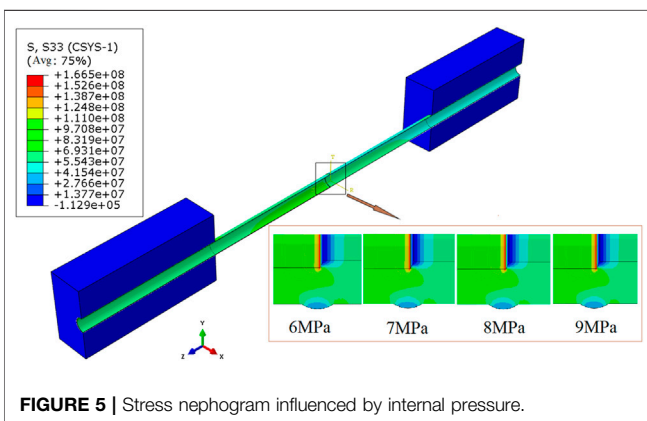 S, S33 (CSYS-1)
(Avg: 75%)
+1.665e+08
+1.526e+08
+1.387e+08
+1.248e+08
+1.110e+08
+9.708e+07
+8.319e+07
+6.931e+07
+5.543e+07
+4.154e+07
+2.766e+07
+1.377e+07
-1.129e+05
Y
Z
X
6MPa 7MPa 8MPa 9MPa
FIGURE 5 | Stress nephogram influenced by internal pressure.